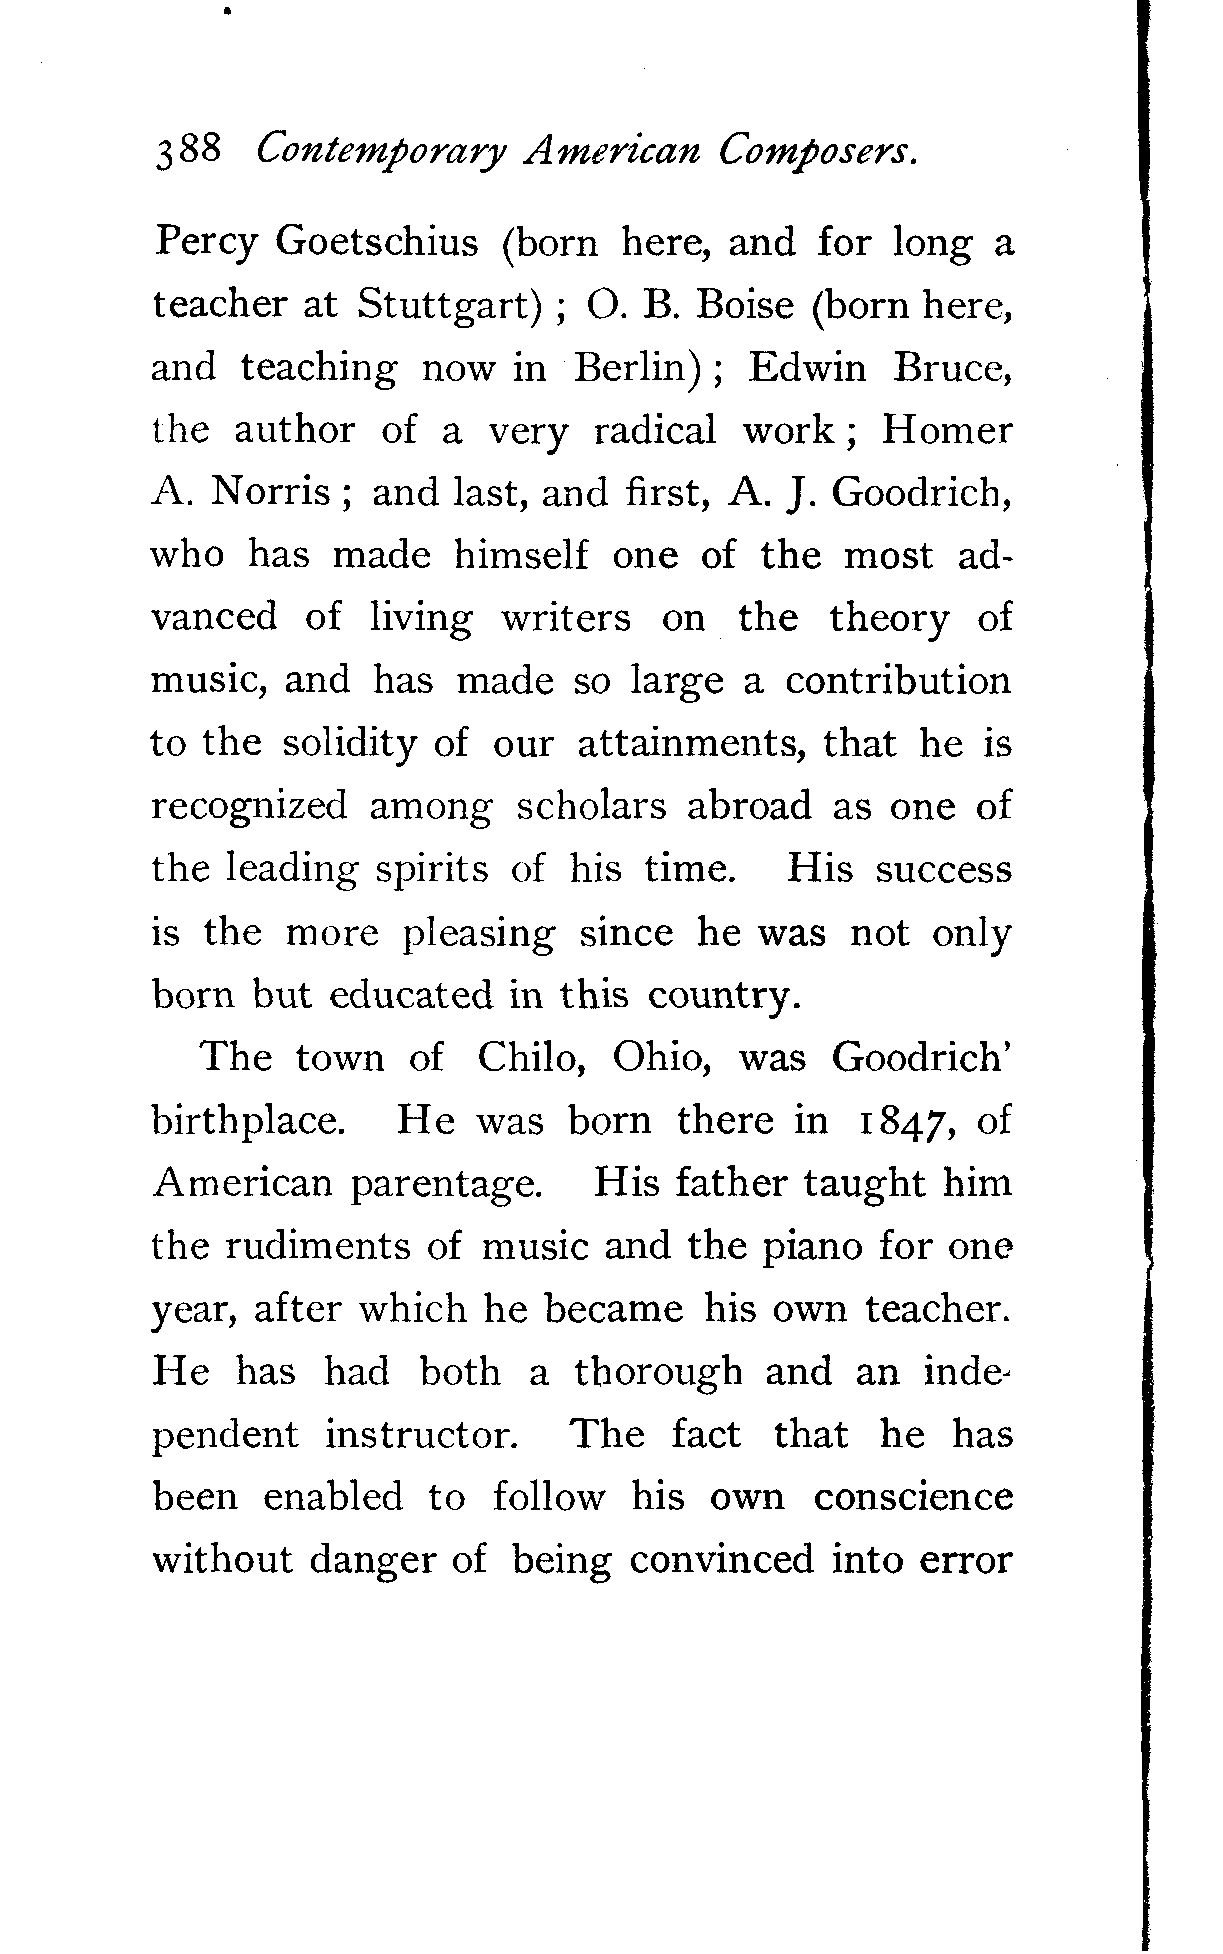 388 Contemporary American Composers.
Percy Goetschius (born here, and for long a
teacher at Stuttgart) ; O. B. Boise (born here,
and teaching now in Berlin) ; Edwin Bruce,
the author of a very radical work ; Homer
A. Norris ; and last, and first, A. J. Goodrich,
who has made himself one of the most ad-
vanced of living writers on the theory of
music, and has made so large a contribution
to the solidity of our attainments, that he is
recognized among scholars abroad as one of
the leading spirits of his time. His success
is the more pleasing since he was not only
born but educated in this country.
The town of Chilo, Ohio, was Goodrich'
birthplace. He was born there in 1847, of
American parentage. His father taught him
the rudiments of music and the piano for one
year, after which he became his own teacher.
He has had both a thorough and an inde-
pendent instructor. The fact that he has
been enabled to follow his own conscience
without danger of being convinced into error